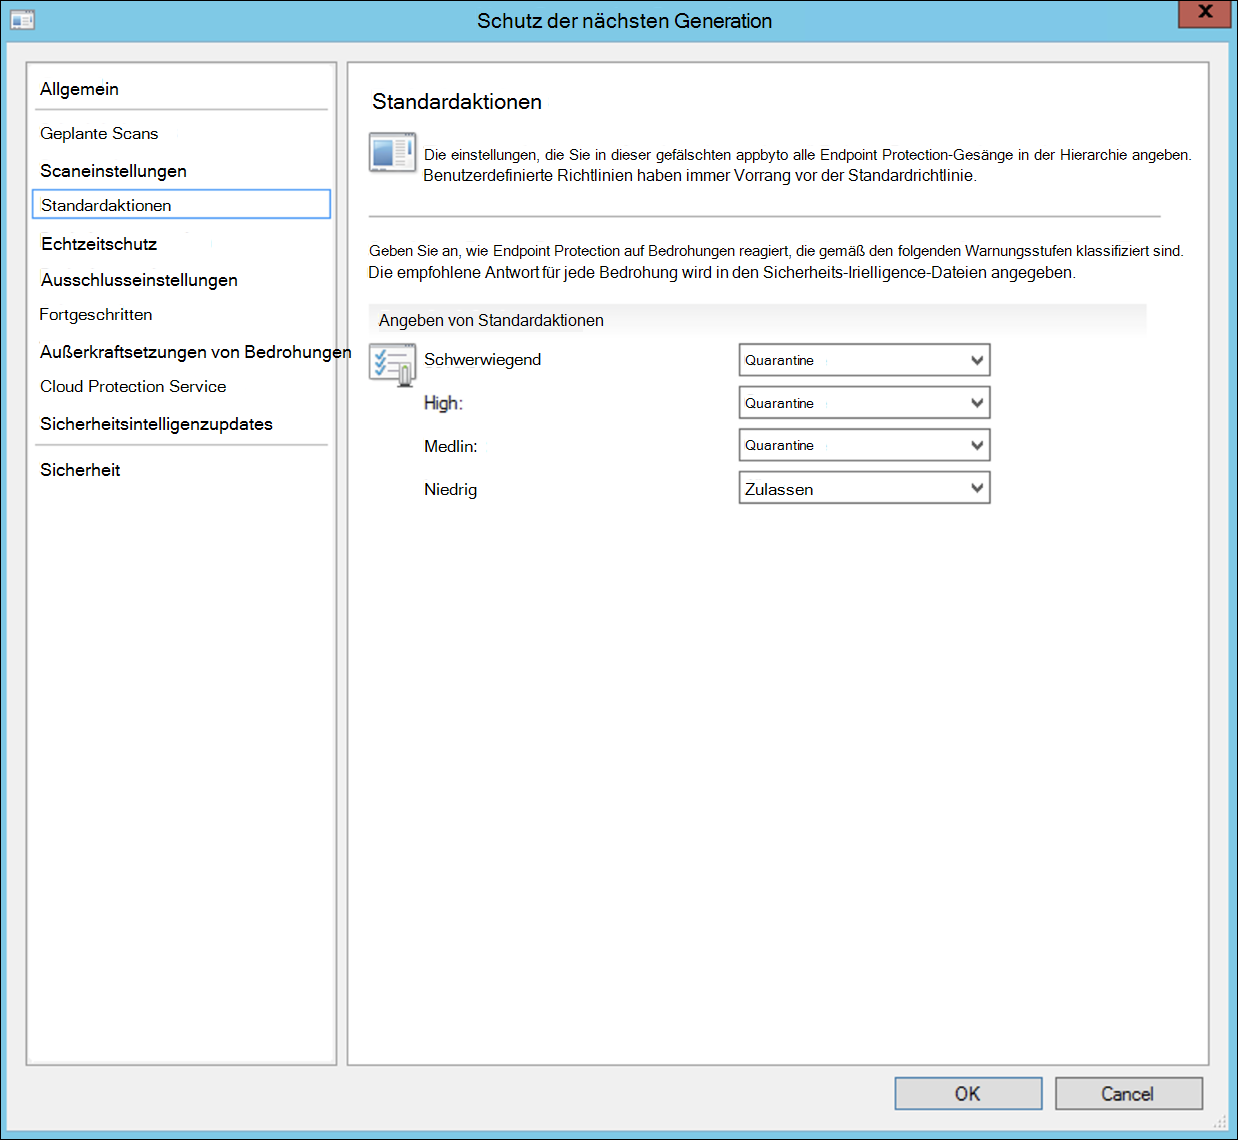 Schutz der nächsten Generation
Allgemein
Geplante Scans
Scaneinstellungen
Standardaktionen
Echtzeitschutz
Ausschlusseinstellungen
Fortgeschritten
Außerkraftsetzungen von Bedrohungen
Cloud Protection Service
Sicherheitsintelligenzupdates
Sicherheit
Standardaktionen
Die einstellungen, die Sie in dieser gefälschten appbyto alle Endpoint Protection-Gesänge in der Hierarchie angeben.
Benutzerdefinierte Richtlinien haben immer Vorrang vor der Standardrichtlinie.
Geben Sie an, wie Endpoint Protection auf Bedrohungen reagiert, die gemäß den folgenden Warnungsstufen klassifiziert sind.
Die empfohlene Antwort für jede Bedrohung wird in den Sicherheits-Irielligence-Dateien angegeben.
Angeben von Standardaktionen
Schwerwiegend Quarantine
High: Quarantine
Medlin: Quarantine
Niedrig Zulassen
OK Cancel